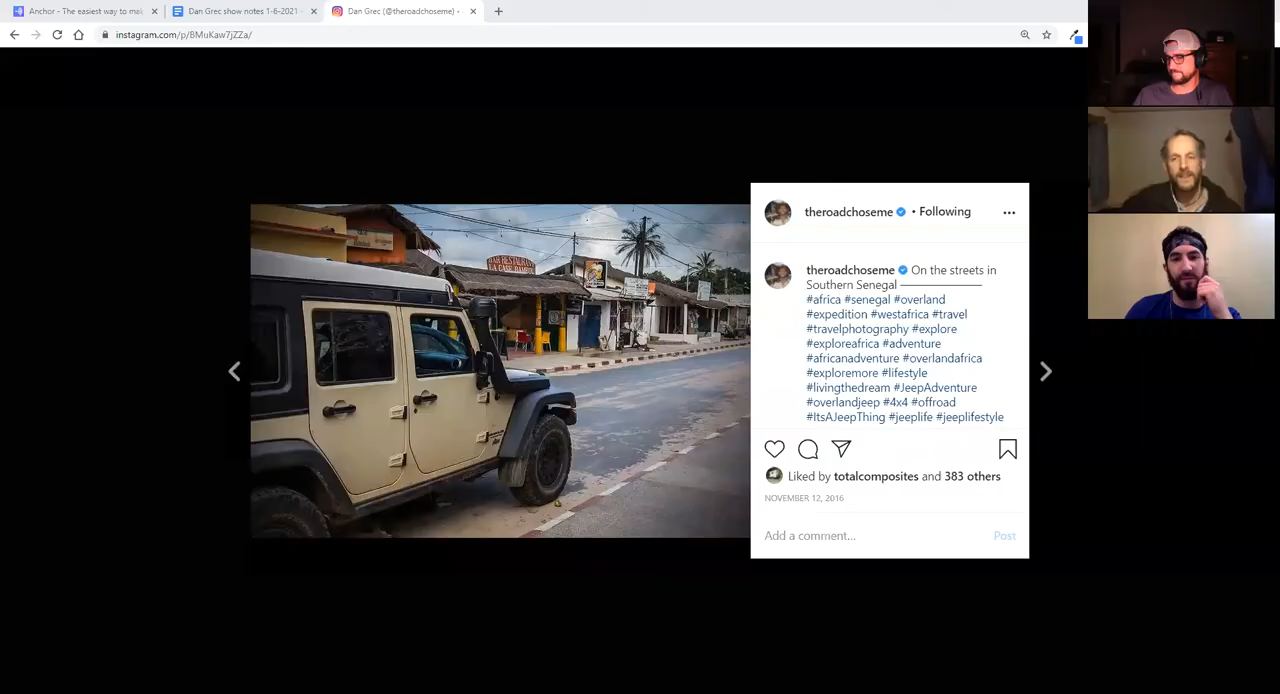 Anchor - The easiest way to mak
Dan Grec show notes 1-6-2021 -
Dan Grec (@theroadchoseme) •
instagram.com/p/BMuKaw7jZZa/
theroadchoseme • Following
theroadchoseme On the streets in
Southern Senegal ————————
#africa #senegal #overland
#expedition #westafrica #travel
#travelphotography #explore
#exploreafrica #adventure
#africanadventure #overlandafrica
#exploremore #lifestyle
#livingthedream #JeepAdventure
#overlandjeep #4x4 #offroad
#ItsAJeepThing #jeeplife #jeeplifestyle
Liked by totalcomposites and 383 others
NOVEMBER 12, 2016
Add a comment...
Post
BAR RESTAURANT